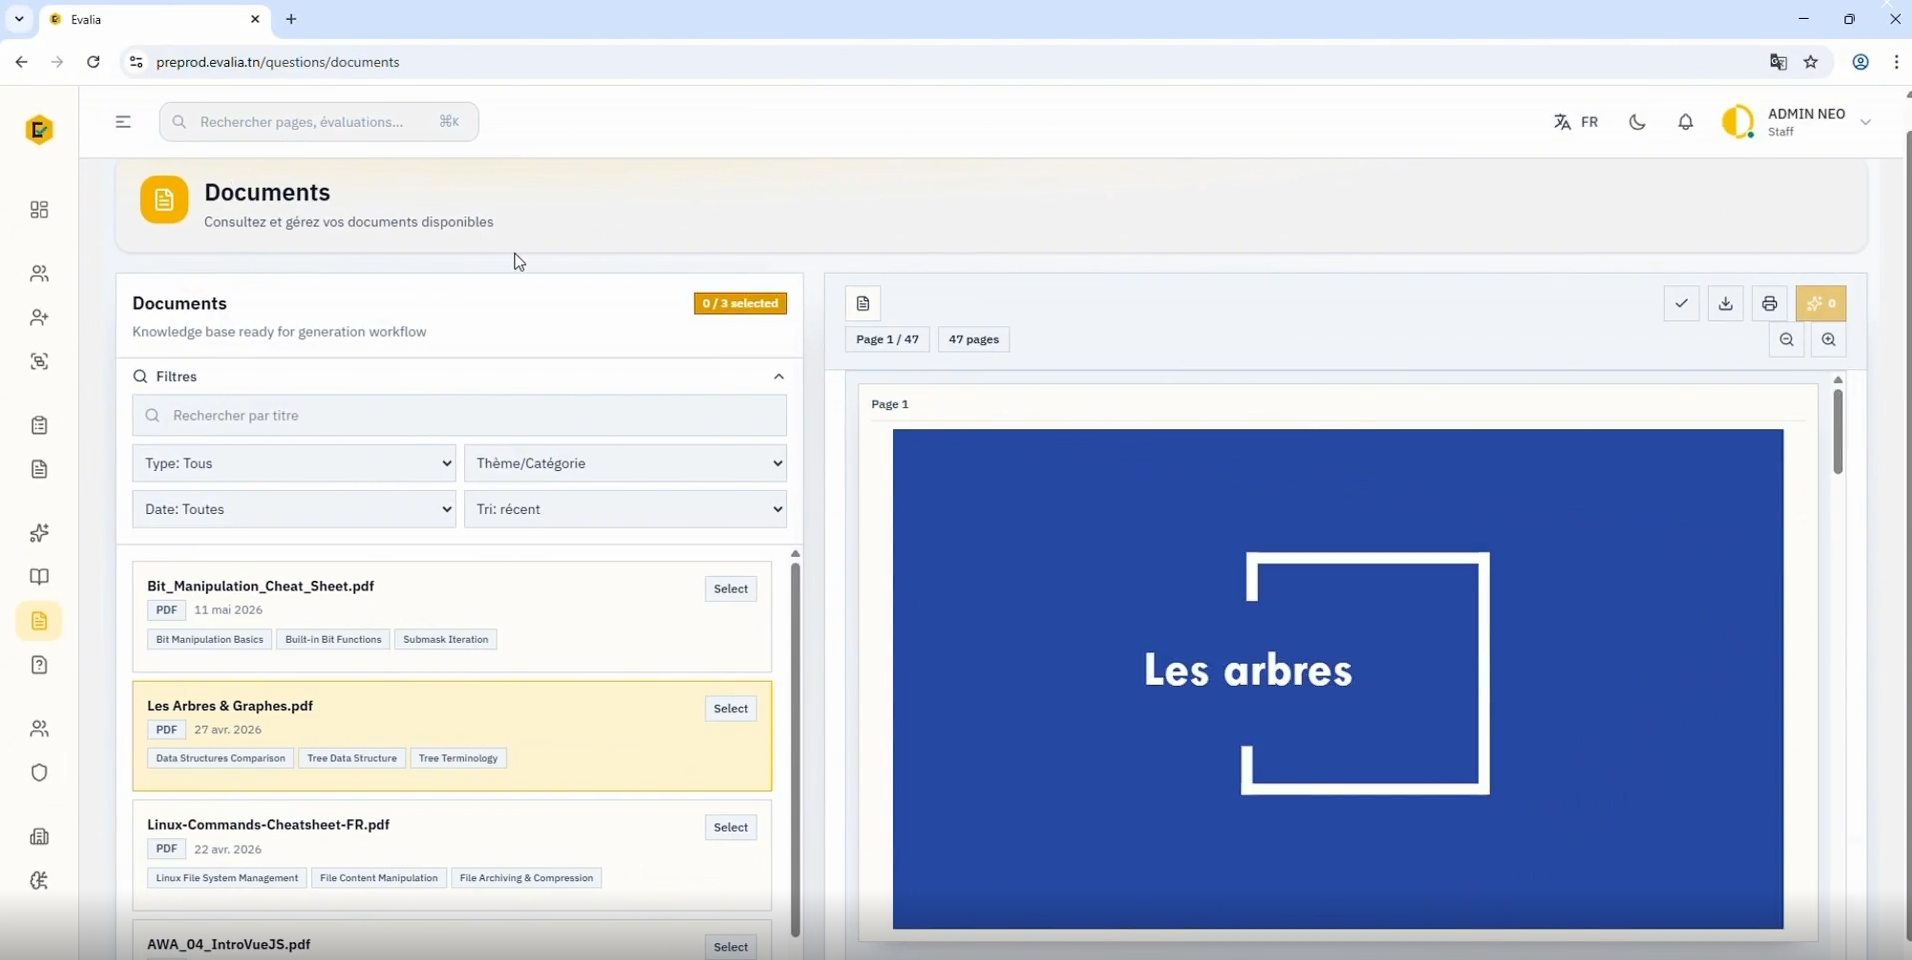 Evalia
preprod.evalia.tn/questions/documents
Rechercher pages, évaluations... ⌘K
FR
ADMIN NEO
Staff
Documents
Consultez et gérez vos documents disponibles
Documents
0 / 3 selected
Knowledge base ready for generation workflow
Filtres
Rechercher par titre
Type: Tous
Thème/Catégorie
Date: Toutes
Tri: récent
Bit_Manipulation_Cheat_Sheet.pdf
Select
PDF 11 mai 2026
Bit Manipulation Basics Built-in Bit Functions Submask Iteration
Les Arbres & Graphes.pdf
Select
PDF 27 avr. 2026
Data Structures Comparison Tree Data Structure Tree Terminology
Linux-Commands-Cheatsheet-FR.pdf
Select
PDF 22 avr. 2026
Linux File System Management File Content Manipulation File Archiving & Compression
AWA_04_IntroVueJS.pdf
Select
0
Page 1 / 47 47 pages
Page 1
Les arbres